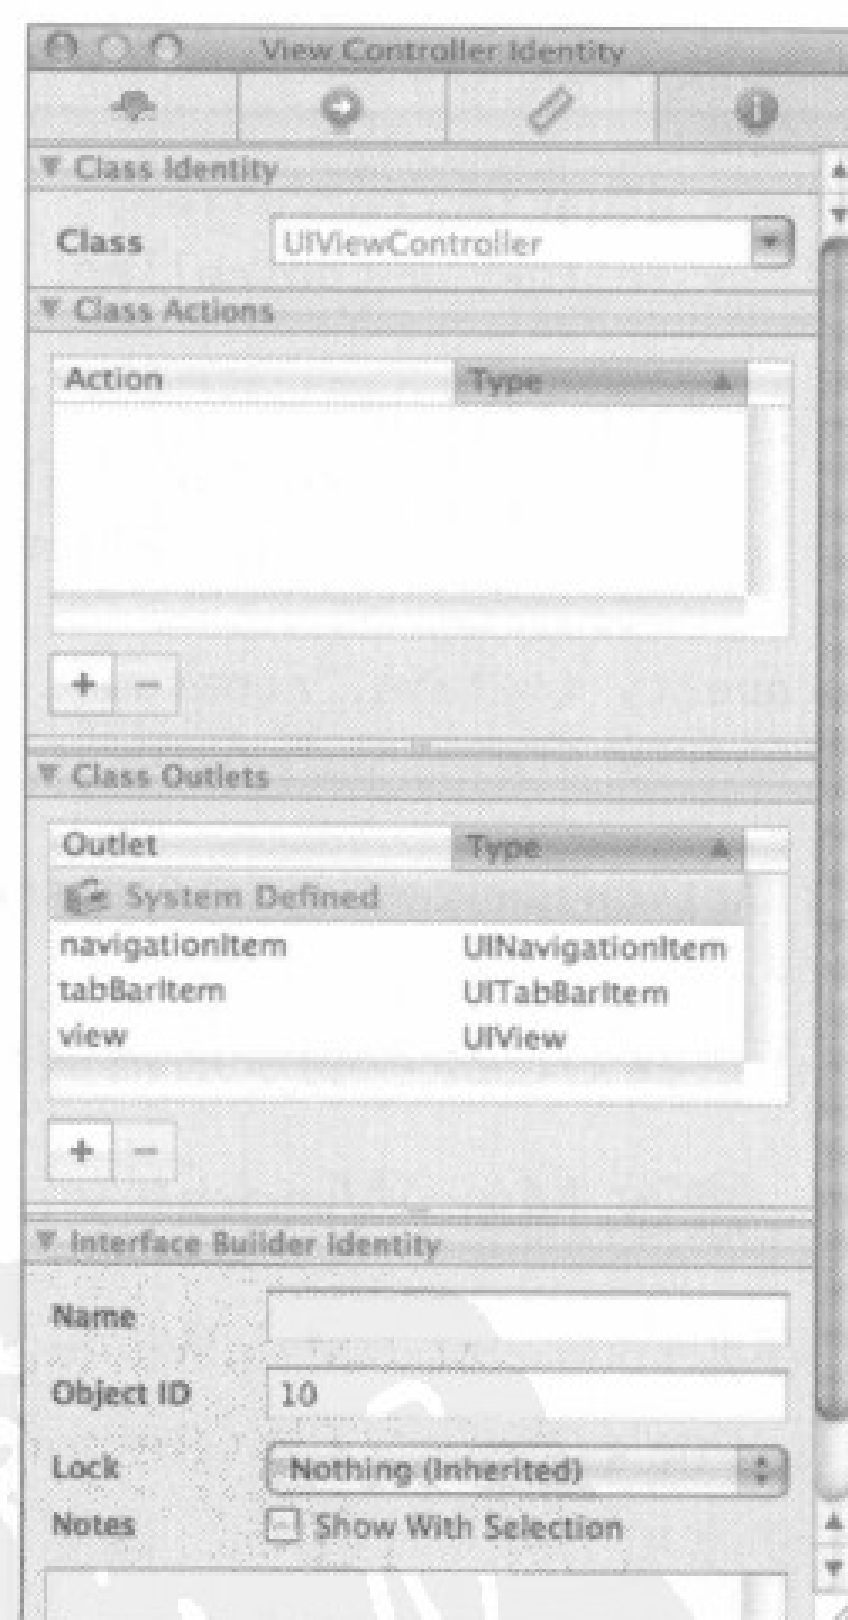 View Controller Identity
Class Identity
Class UIViewController
Class Actions
Action Type
+ -
Class Outlets
Outlet Type
System Defined
navigationItem UINavigationItem
tabBarItem UITabBarItem
view UIView
+ -
Interface Builder Identity
Name
Object ID 10
Lock Nothing (Inherited)
Notes Show With Selection